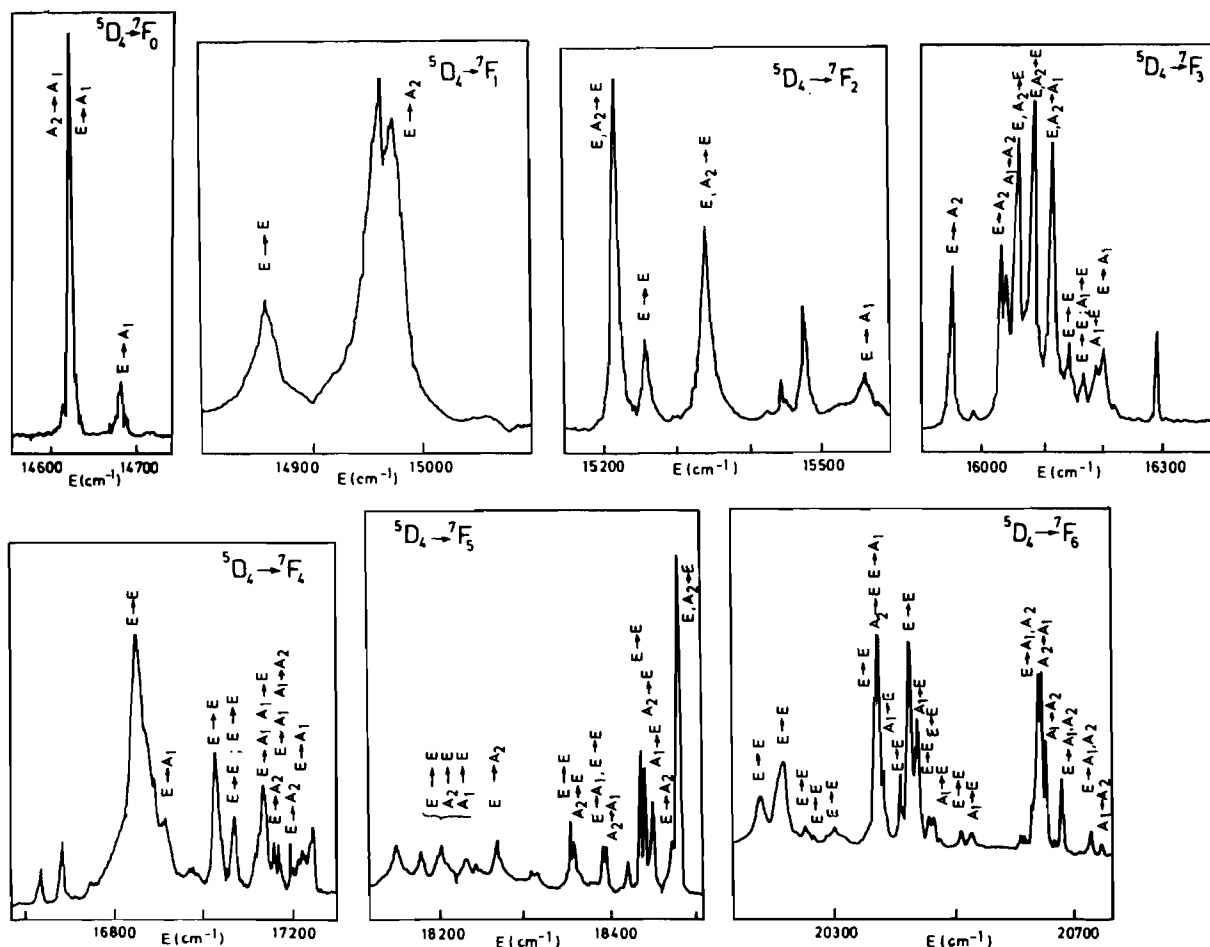 ⁵D₄→⁷F₀
A₂→A₁
E→A₁
E→A₁
14600 14700
E(cm⁻¹)
⁵D₄→⁷F₁
E→E
E→A₂
14900 15000
E(cm⁻¹)
⁵D₄→⁷F₂
E,A₂→E
E→E
E,A₂→E
E→A₁
15200 15500
E(cm⁻¹)
⁵D₄→⁷F₃
E→A₂
E→A₂
A₁→A₂
E,A₂→E
E,A₂→E
E,A₂→A₁
E→E
E→E;A₁→E
A₁→E
E→A₁
16000 16300
E(cm⁻¹)
⁵D₄→⁷F₄
E→E
E→A₁
E→E
E→E;E→E
E→A₁ A₁→E
E→A₂
E→A₁ A₁→A₂
E→A₂
E→A₁
16800 17200
E(cm⁻¹)
⁵D₄→⁷F₅
E→E
A₂→E
A₁→E
E→A₂
E→E
A₂→E
E→A₁, E→E
A₂→A₁
E→E
A₂→E
A₁→E
E→A₂
E,A₂→E
18200 18400
E(cm⁻¹)
⁵D₄→⁷F₆
E→E
E→E
E→E
E→E
E→E
E→E
A₂→E E→A₁
A₁→E
E→E
E→E
A₁→E
E→E
E→E
A₁→E
E→E
A₁→E
E→A₁,A₂
A₂→A₁
A₁→A₂
E→A₁,A₂
E→A₁,A₂
A₁→A₂
20300 20700
E(cm⁻¹)